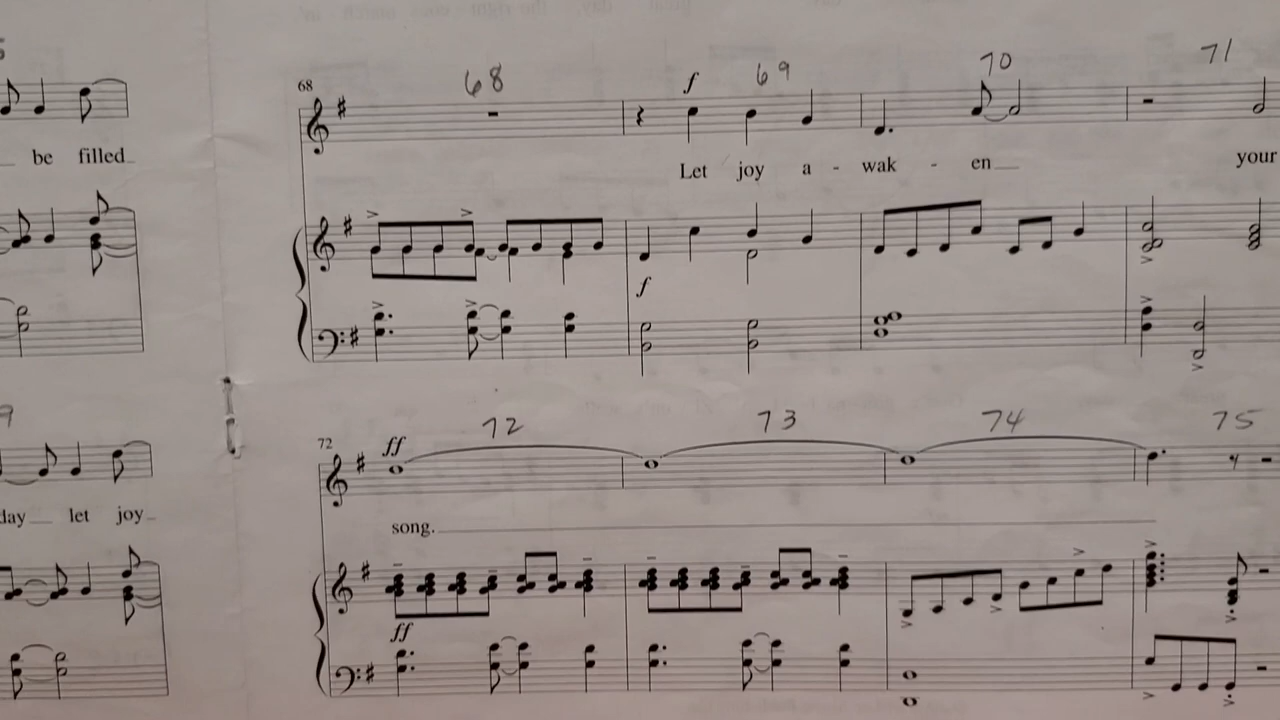 68 68 f 69 70 71
be filled
Let joy a - wak - en your
f
9 72 ff 72 73 74 75
day let joy
song.
ff